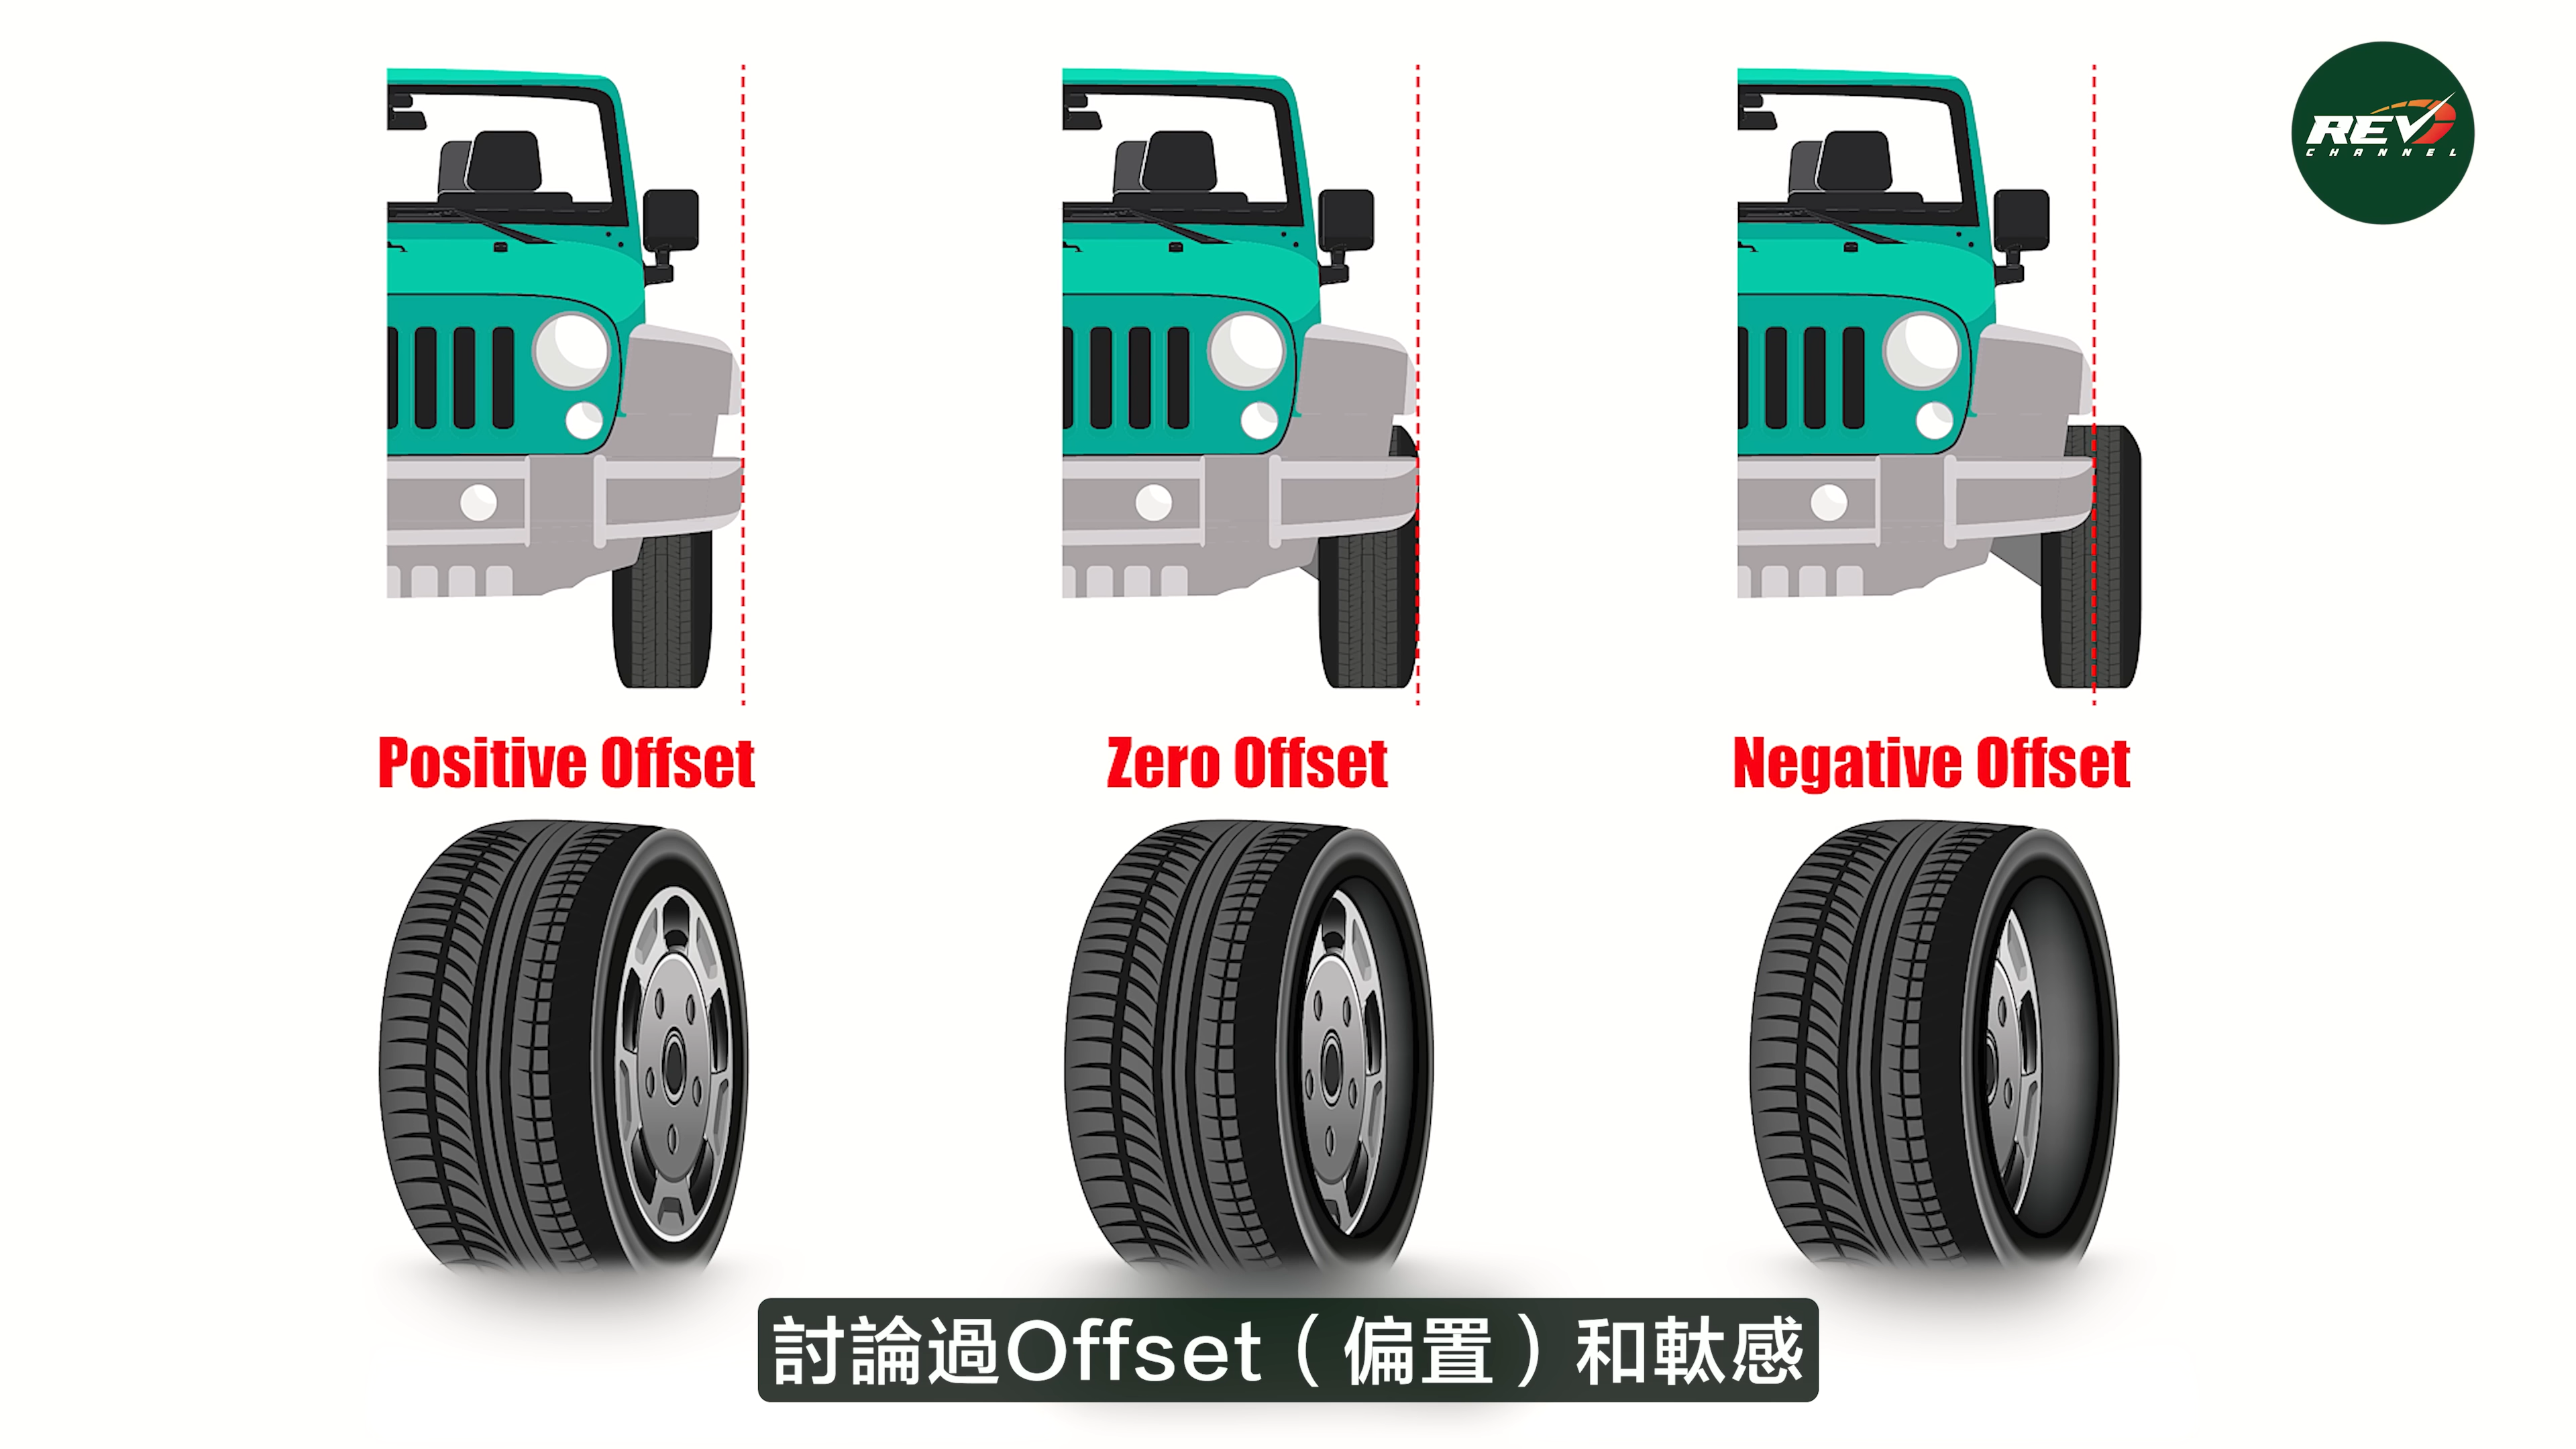 REV
CHANNEL
Positive Offset
Zero Offset
Negative Offset
討論過Offset（偏置）和軚感